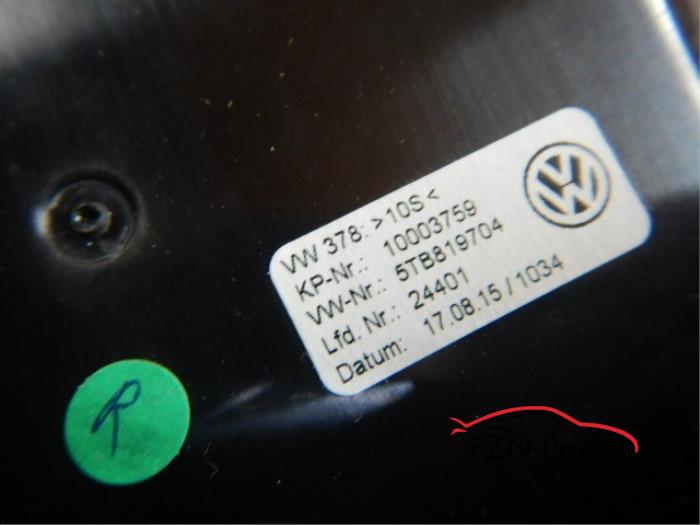 VW 378: >10S<
KP-Nr.: 10003759
VW-Nr.: 5TB819704
Lfd. Nr.: 24401
Datum: 17.08.15 / 1034
R
FZN-Parts